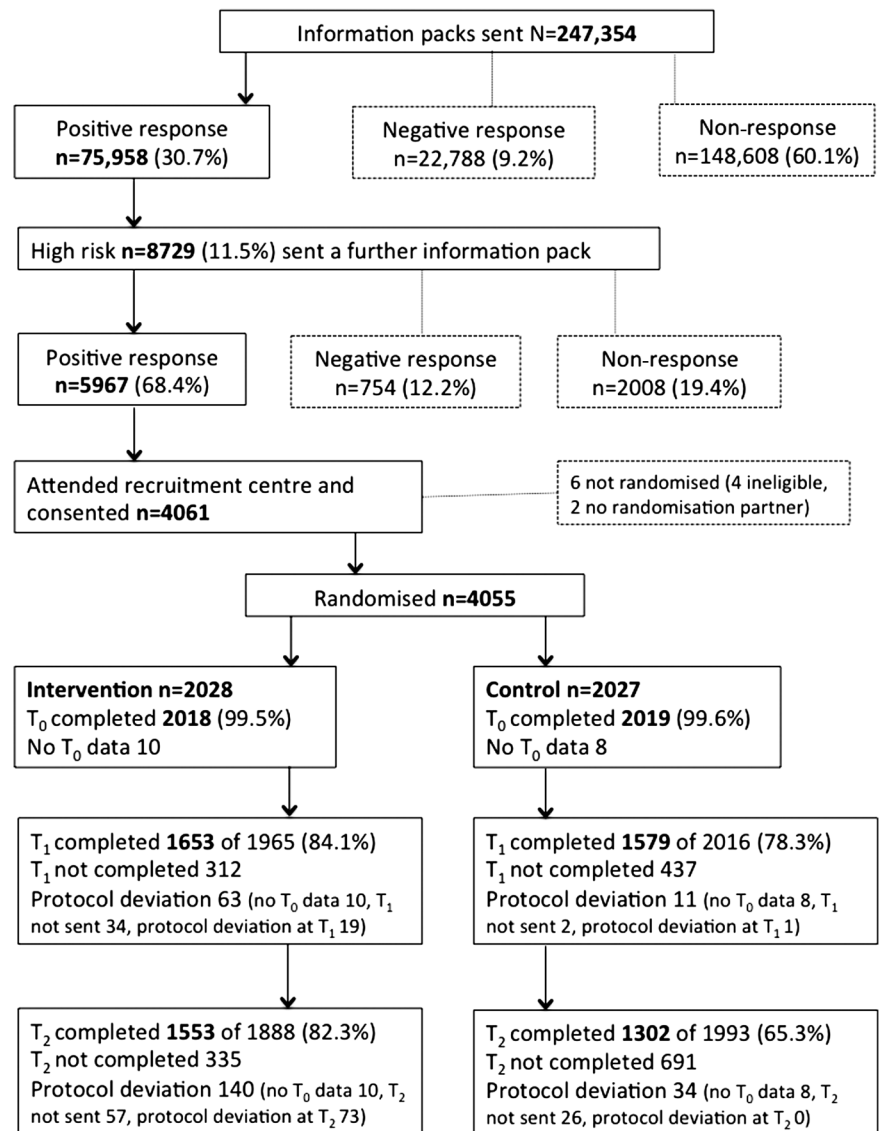 Information packs sent N=247,354
Positive response
n=75,958 (30.7%)
Negative response
n=22,788 (9.2%)
Non-response
n=148,608 (60.1%)
High risk n=8729 (11.5%) sent a further information pack
Positive response
n=5967 (68.4%)
Negative response
n=754 (12.2%)
Non-response
n=2008 (19.4%)
Attended recruitment centre and
consented n=4061
6 not randomised (4 ineligible,
2 no randomisation partner)
Randomised n=4055
Intervention n=2028
T0 completed 2018 (99.5%)
No T0 data 10
Control n=2027
T0 completed 2019 (99.6%)
No T0 data 8
T1 completed 1653 of 1965 (84.1%)
T1 not completed 312
Protocol deviation 63 (no T0 data 10, T1
not sent 34, protocol deviation at T1 19)
T1 completed 1579 of 2016 (78.3%)
T1 not completed 437
Protocol deviation 11 (no T0 data 8, T1
not sent 2, protocol deviation at T1 1)
T2 completed 1553 of 1888 (82.3%)
T2 not completed 335
Protocol deviation 140 (no T0 data 10, T2
not sent 57, protocol deviation at T2 73)
T2 completed 1302 of 1993 (65.3%)
T2 not completed 691
Protocol deviation 34 (no T0 data 8, T2
not sent 26, protocol deviation at T2 0)